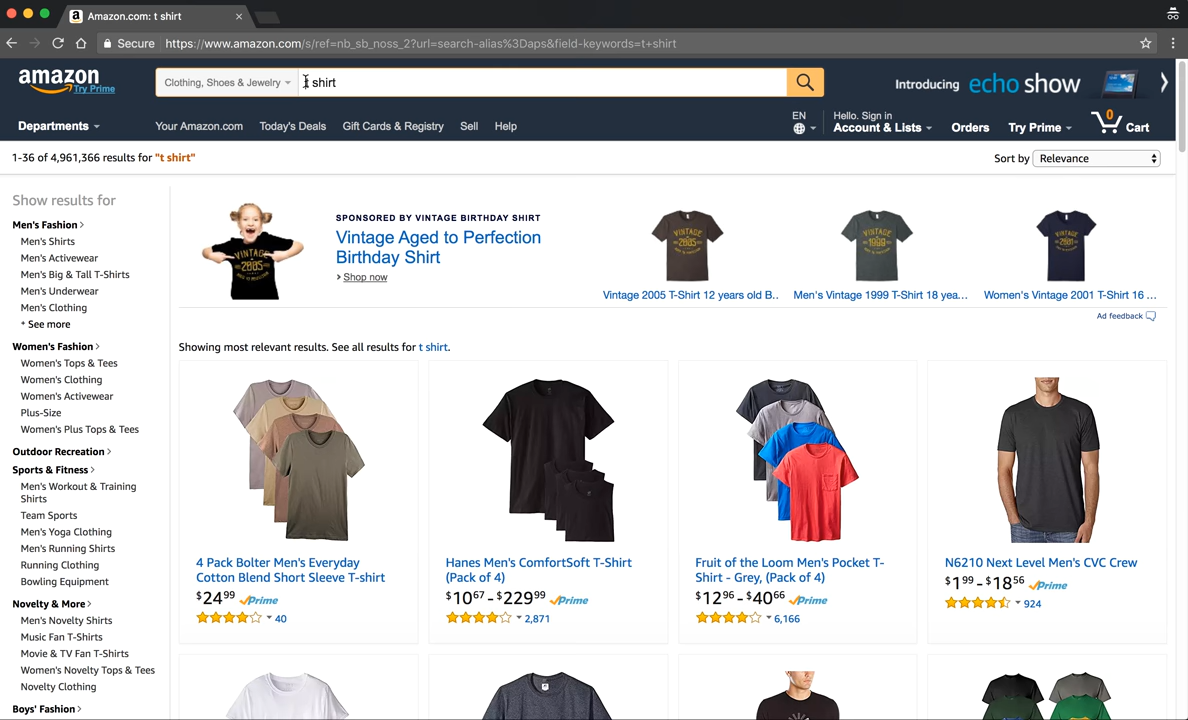 Amazon.com: t shirt
Secure https://www.amazon.com/s/ref=nb_sb_noss_2?url=search-alias%3Daps&field-keywords=t+shirt
amazon
Try Prime
Clothing, Shoes & Jewelry
t shirt
Introducing echo show
Departments
Your Amazon.com Today's Deals Gift Cards & Registry Sell Help
EN
Hello. Sign in
Account & Lists
Orders
Try Prime
0
Cart
1-36 of 4,961,366 results for "t shirt"
Sort by Relevance
Show results for
Men's Fashion
Men's Shirts
Men's Activewear
Men's Big & Tall T-Shirts
Men's Underwear
Men's Clothing
+ See more
Women's Fashion
Women's Tops & Tees
Women's Clothing
Women's Activewear
Plus-Size
Women's Plus Tops & Tees
Outdoor Recreation
Sports & Fitness
Men's Workout & Training
Shirts
Team Sports
Men's Yoga Clothing
Men's Running Shirts
Running Clothing
Bowling Equipment
Novelty & More
Men's Novelty Shirts
Music Fan T-Shirts
Movie & TV Fan T-Shirts
Women's Novelty Tops & Tees
Novelty Clothing
Boys' Fashion
VINTAGE
2005
SPONSORED BY VINTAGE BIRTHDAY SHIRT
Vintage Aged to Perfection
Birthday Shirt
Shop now
VINTAGE
2005
Vintage 2005 T-Shirt 12 years old B..
VINTAGE
1999
Men's Vintage 1999 T-Shirt 18 yea...
VINTAGE
2001
Women's Vintage 2001 T-Shirt 16 ...
Ad feedback
Showing most relevant results. See all results for t shirt.
4 Pack Bolter Men's Everyday
Cotton Blend Short Sleeve T-shirt
$24 99 Prime
40
Hanes Men's ComfortSoft T-Shirt
(Pack of 4)
$10 67 - $229 99 Prime
2,871
Fruit of the Loom Men's Pocket T-
Shirt - Grey, (Pack of 4)
$12 96 - $40 66 Prime
6,166
N6210 Next Level Men's CVC Crew
$1 99 - $18 56 Prime
924